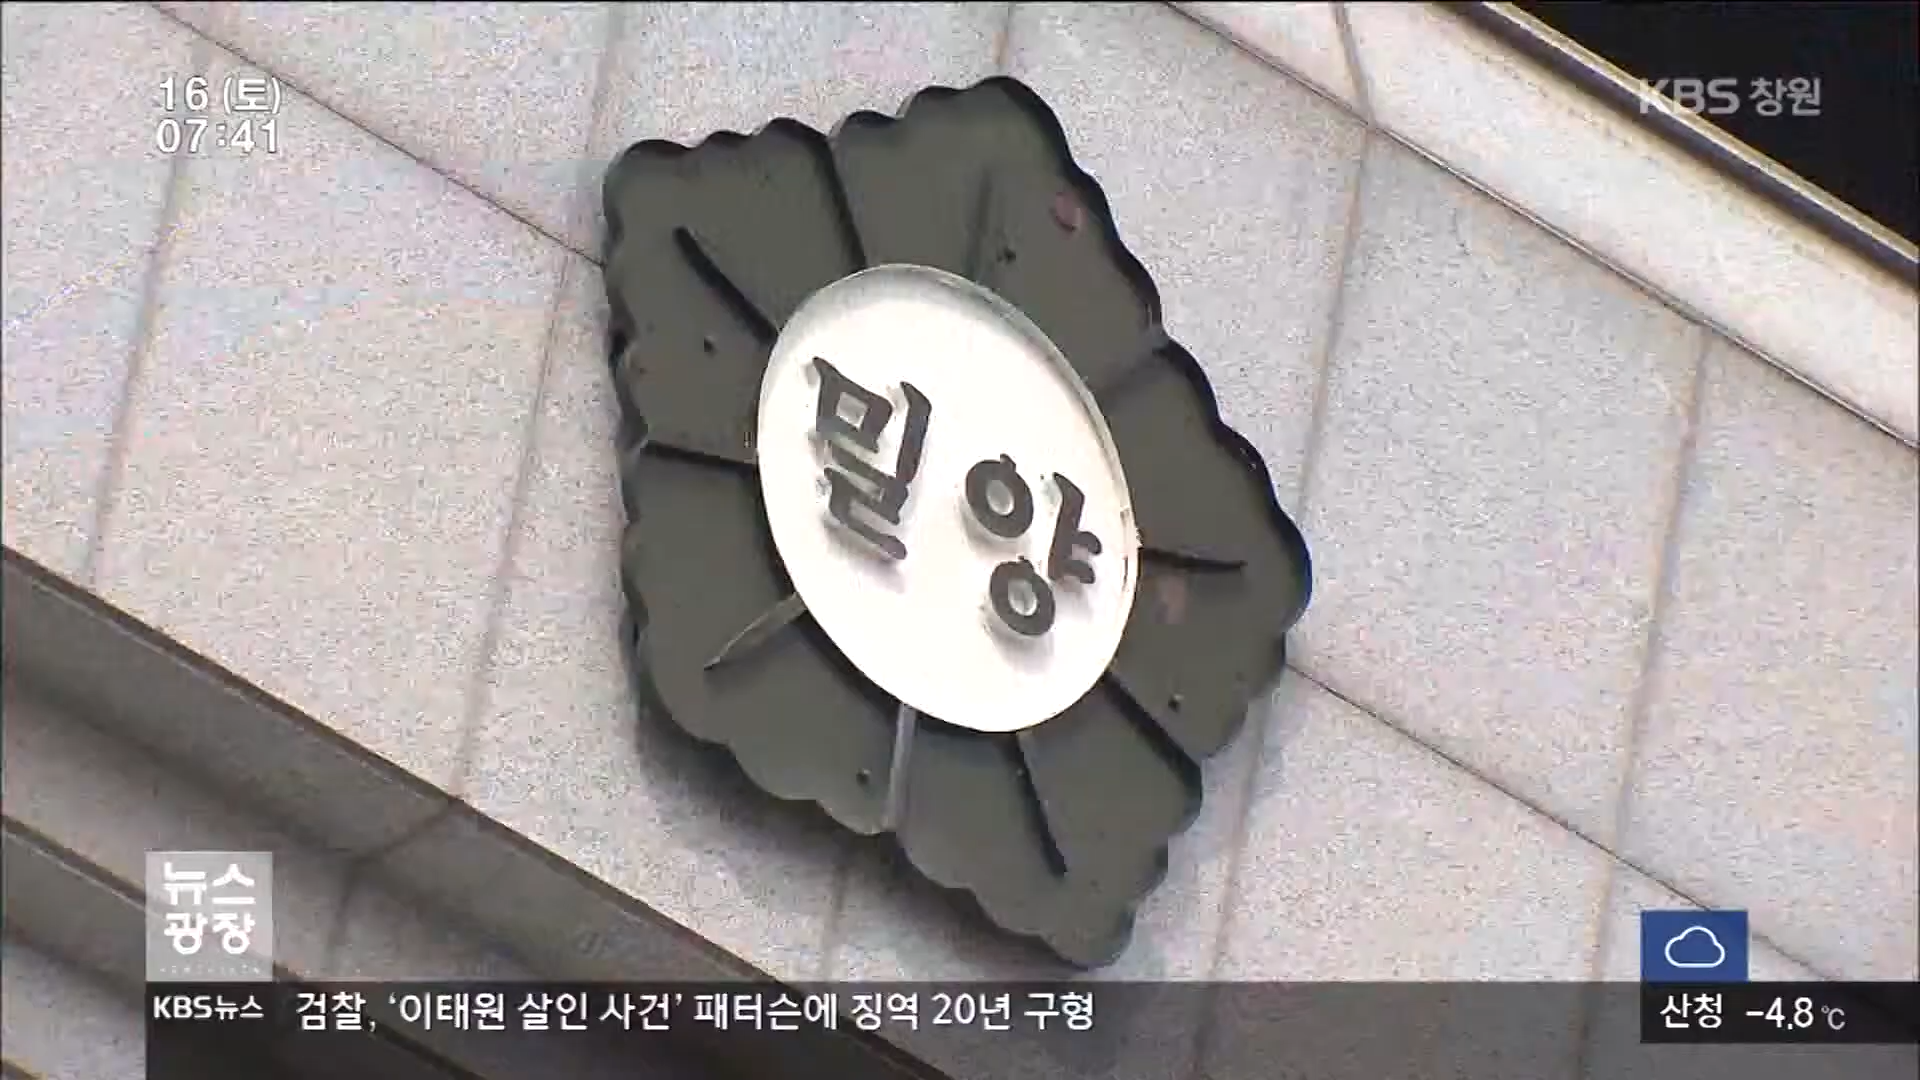 16 (토)
07:41
KBS 창원
밀양
뉴스
광장
KBS뉴스 검찰, ‘이태원 살인 사건’ 패터슨에 징역 20년 구형
산청 -4.8℃